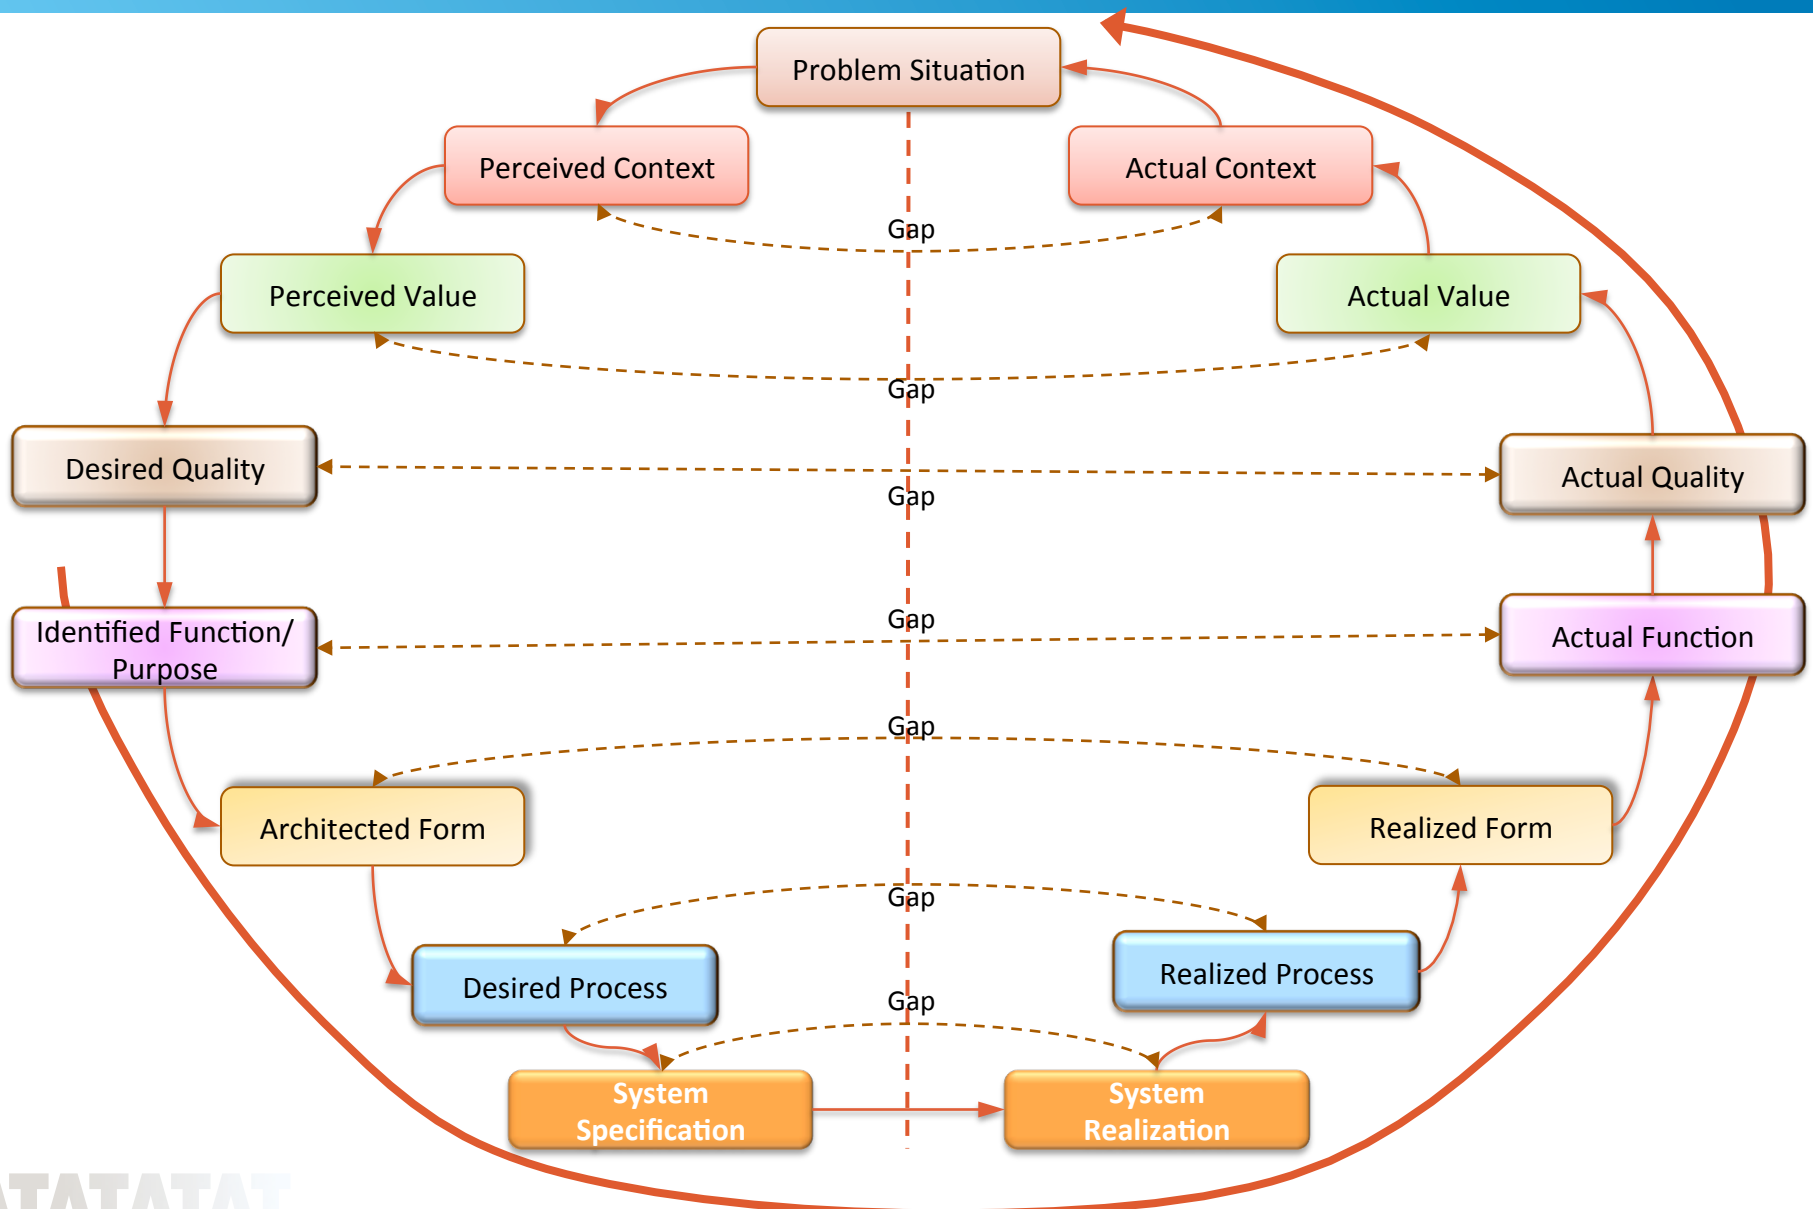 Problem Situation
Perceived Context
Actual Context
Gap
Perceived Value
Actual Value
Gap
Desired Quality
Actual Quality
Gap
Gap
Identified Function/
Purpose
Actual Function
Gap
Architected Form
Realized Form
Gap
Desired Process
Realized Process
Gap
System
Specification
System
Realization